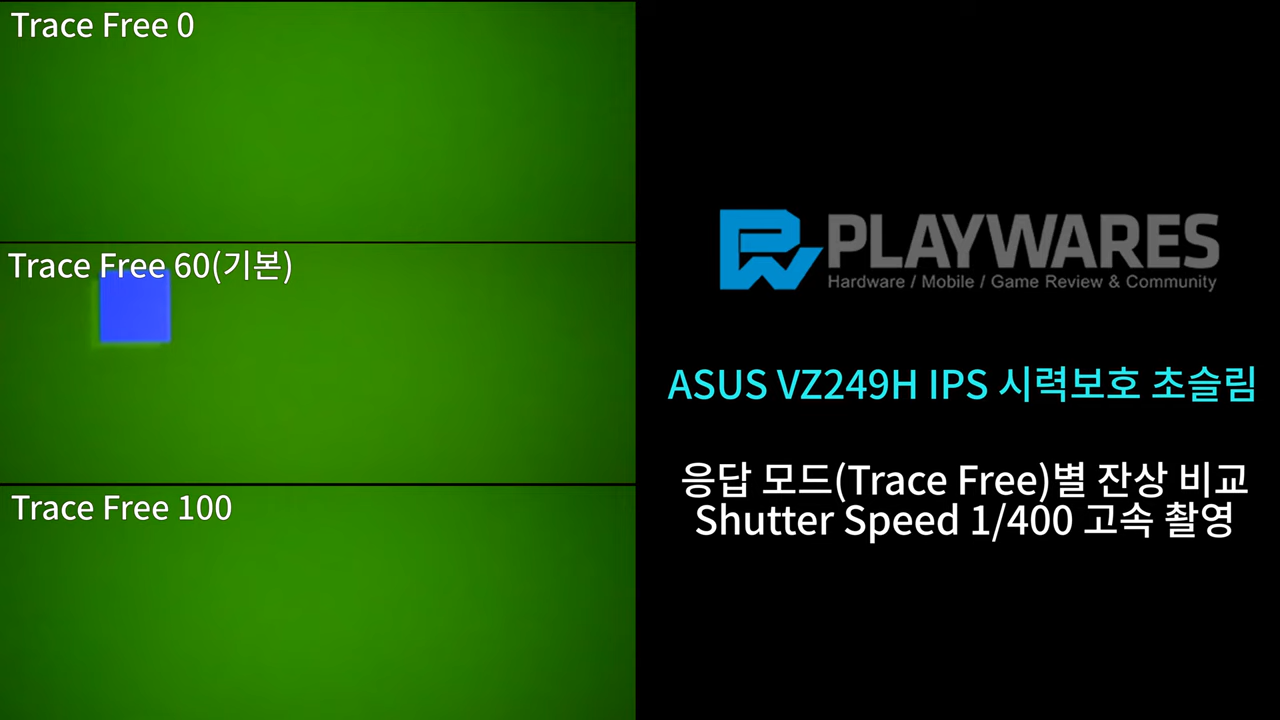 Trace Free 0
Trace Free 60(기본)
Trace Free 100
PLAYWARES
Hardware / Mobile / Game Review & Community
ASUS VZ249H IPS 시력보호 초슬림
응답 모드(Trace Free)별 잔상 비교
Shutter Speed 1/400 고속 촬영